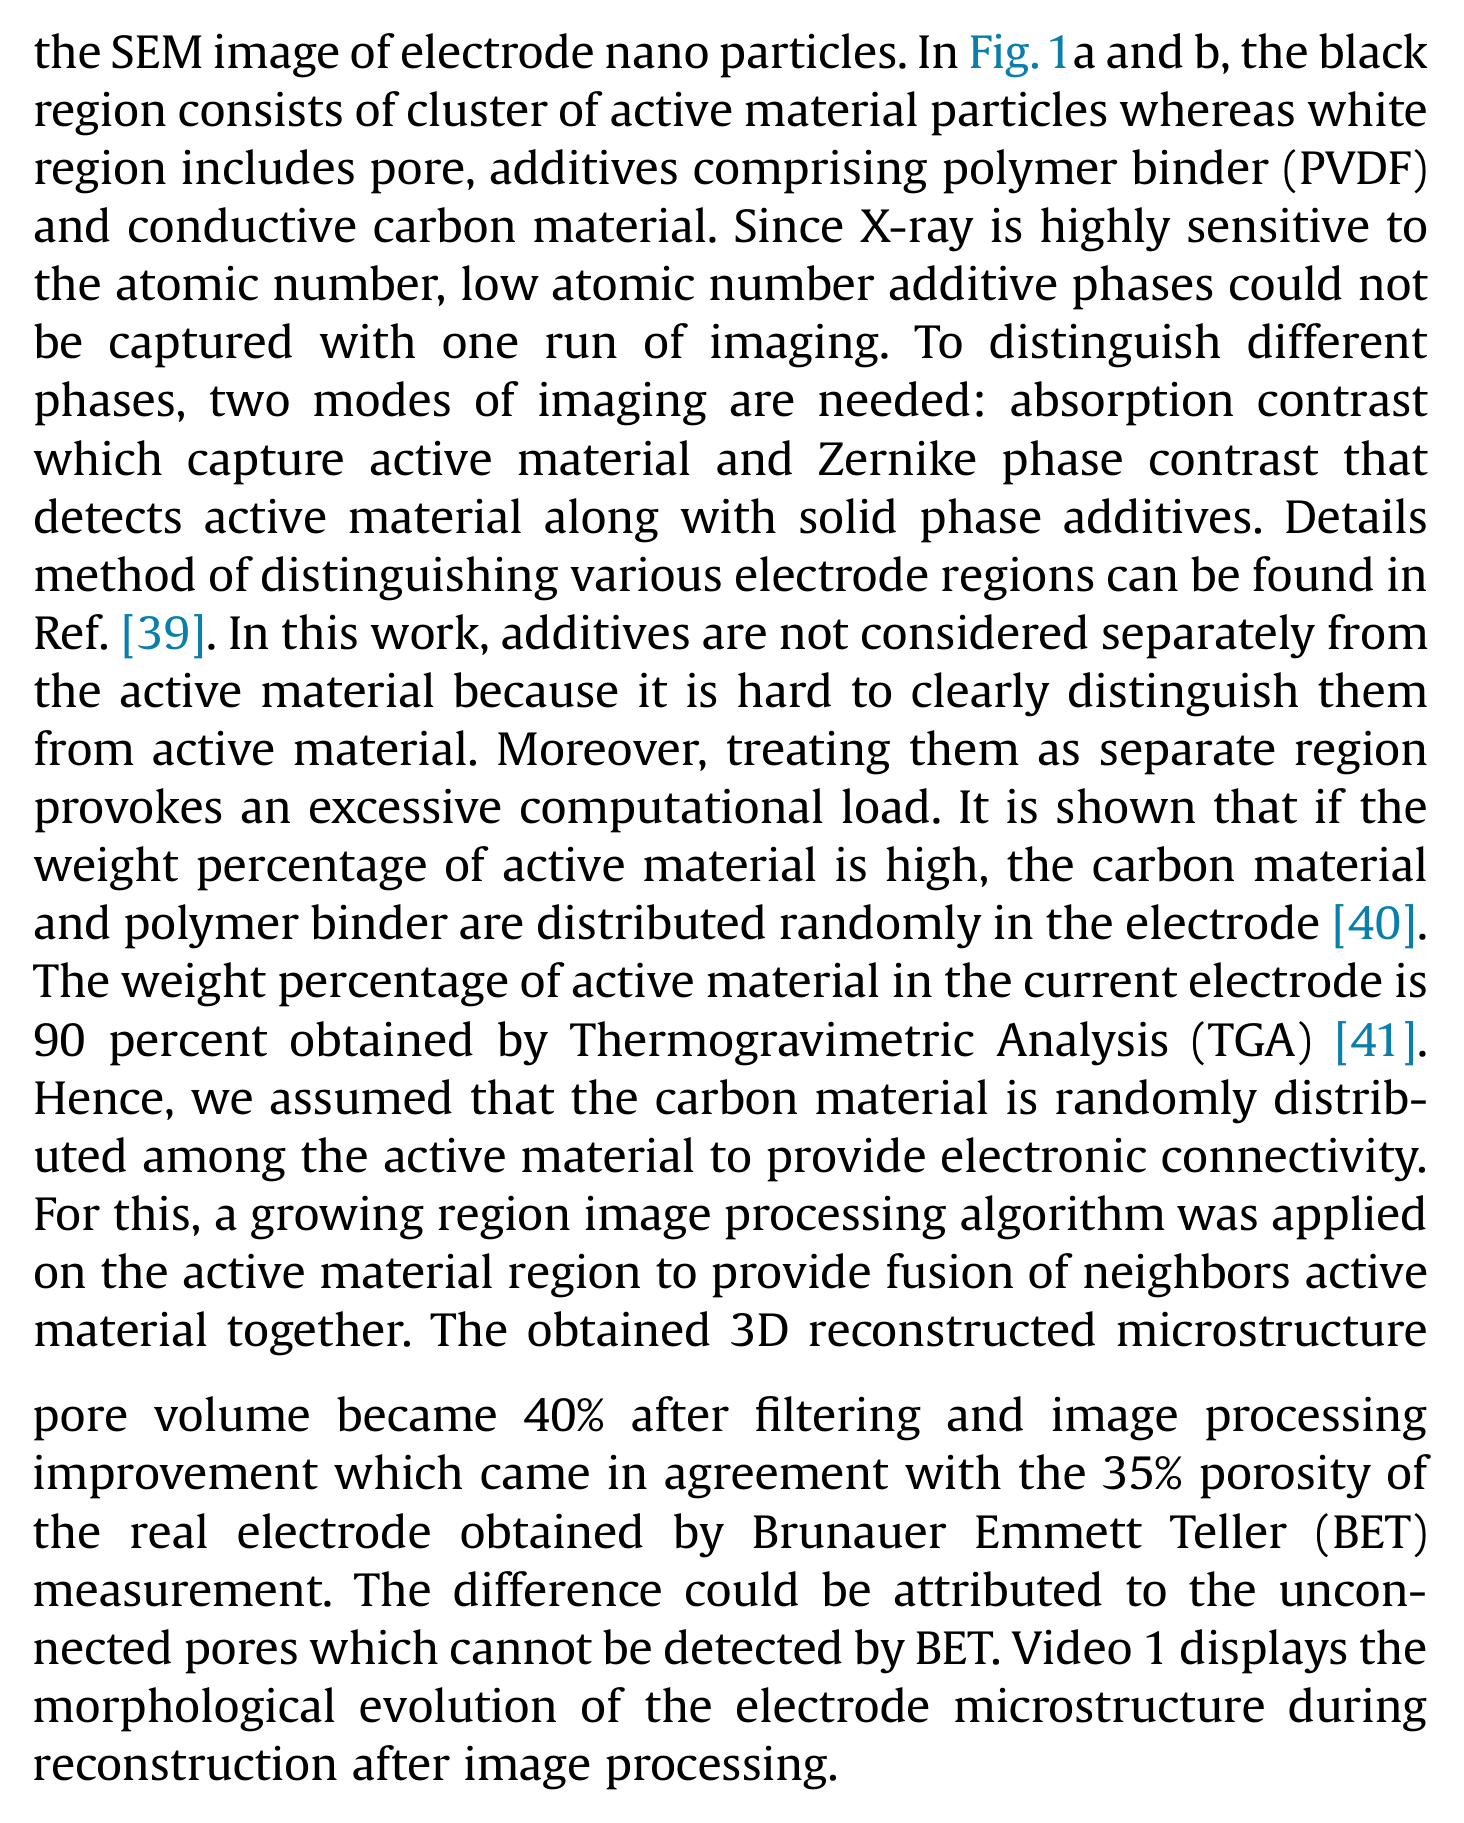 the SEM image of electrode nano particles. In Fig. 1a and b, the black
region consists of cluster of active material particles whereas white
region includes pore, additives comprising polymer binder (PVDF)
and conductive carbon material. Since X-ray is highly sensitive to
the atomic number, low atomic number additive phases could not
be captured with one run of imaging. To distinguish different
phases, two modes of imaging are needed: absorption contrast
which capture active material and Zernike phase contrast that
detects active material along with solid phase additives. Details
method of distinguishing various electrode regions can be found in
Ref. [39]. In this work, additives are not considered separately from
the active material because it is hard to clearly distinguish them
from active material. Moreover, treating them as separate region
provokes an excessive computational load. It is shown that if the
weight percentage of active material is high, the carbon material
and polymer binder are distributed randomly in the electrode [40].
The weight percentage of active material in the current electrode is
90 percent obtained by Thermogravimetric Analysis (TGA) [41].
Hence, we assumed that the carbon material is randomly distrib-
uted among the active material to provide electronic connectivity.
For this, a growing region image processing algorithm was applied
on the active material region to provide fusion of neighbors active
material together. The obtained 3D reconstructed microstructure
pore volume became 40% after filtering and image processing
improvement which came in agreement with the 35% porosity of
the real electrode obtained by Brunauer Emmett Teller (BET)
measurement. The difference could be attributed to the uncon-
nected pores which cannot be detected by BET. Video 1 displays the
morphological evolution of the electrode microstructure during
reconstruction after image processing.